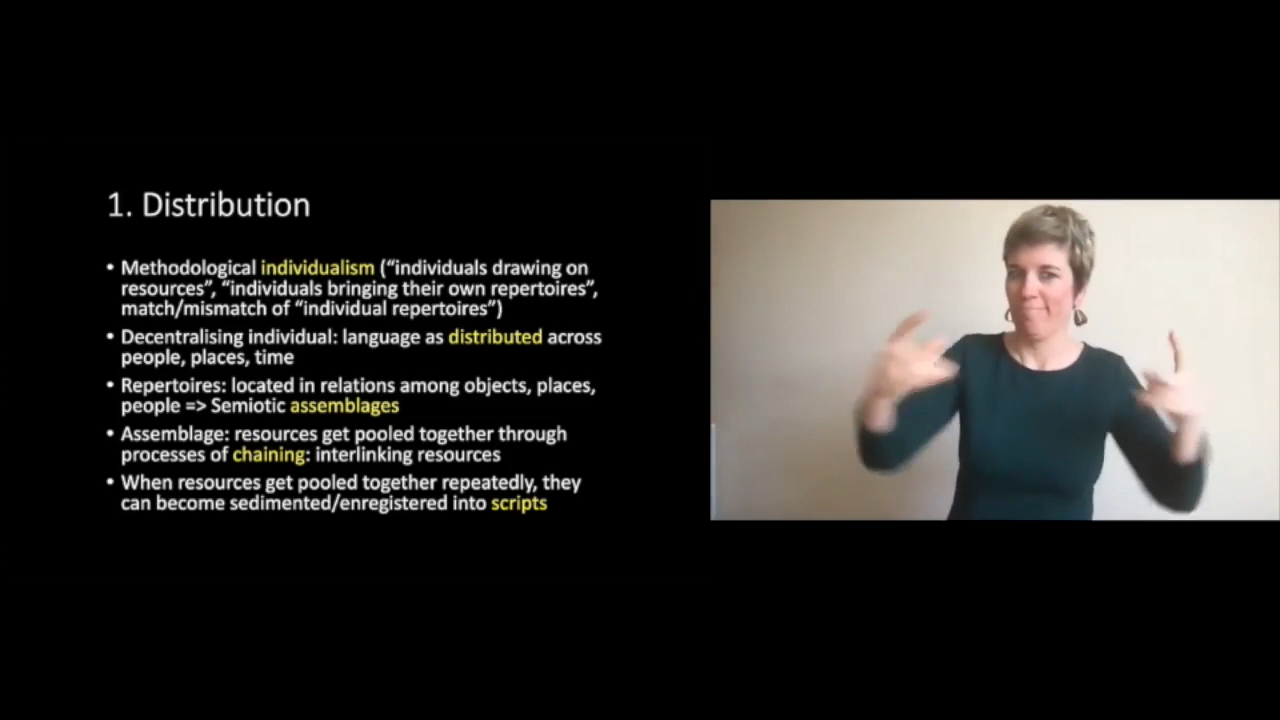 1. Distribution
• Methodological individualism (“individuals drawing on
resources”, “individuals bringing their own repertoires”,
match/mismatch of “individual repertoires”)
• Decentralising individual: language as distributed across
people, places, time
• Repertoires: located in relations among objects, places,
people => Semiotic assemblages
• Assemblage: resources get pooled together through
processes of chaining: interlinking resources
• When resources get pooled together repeatedly, they
can become sedimented/enregistered into scripts